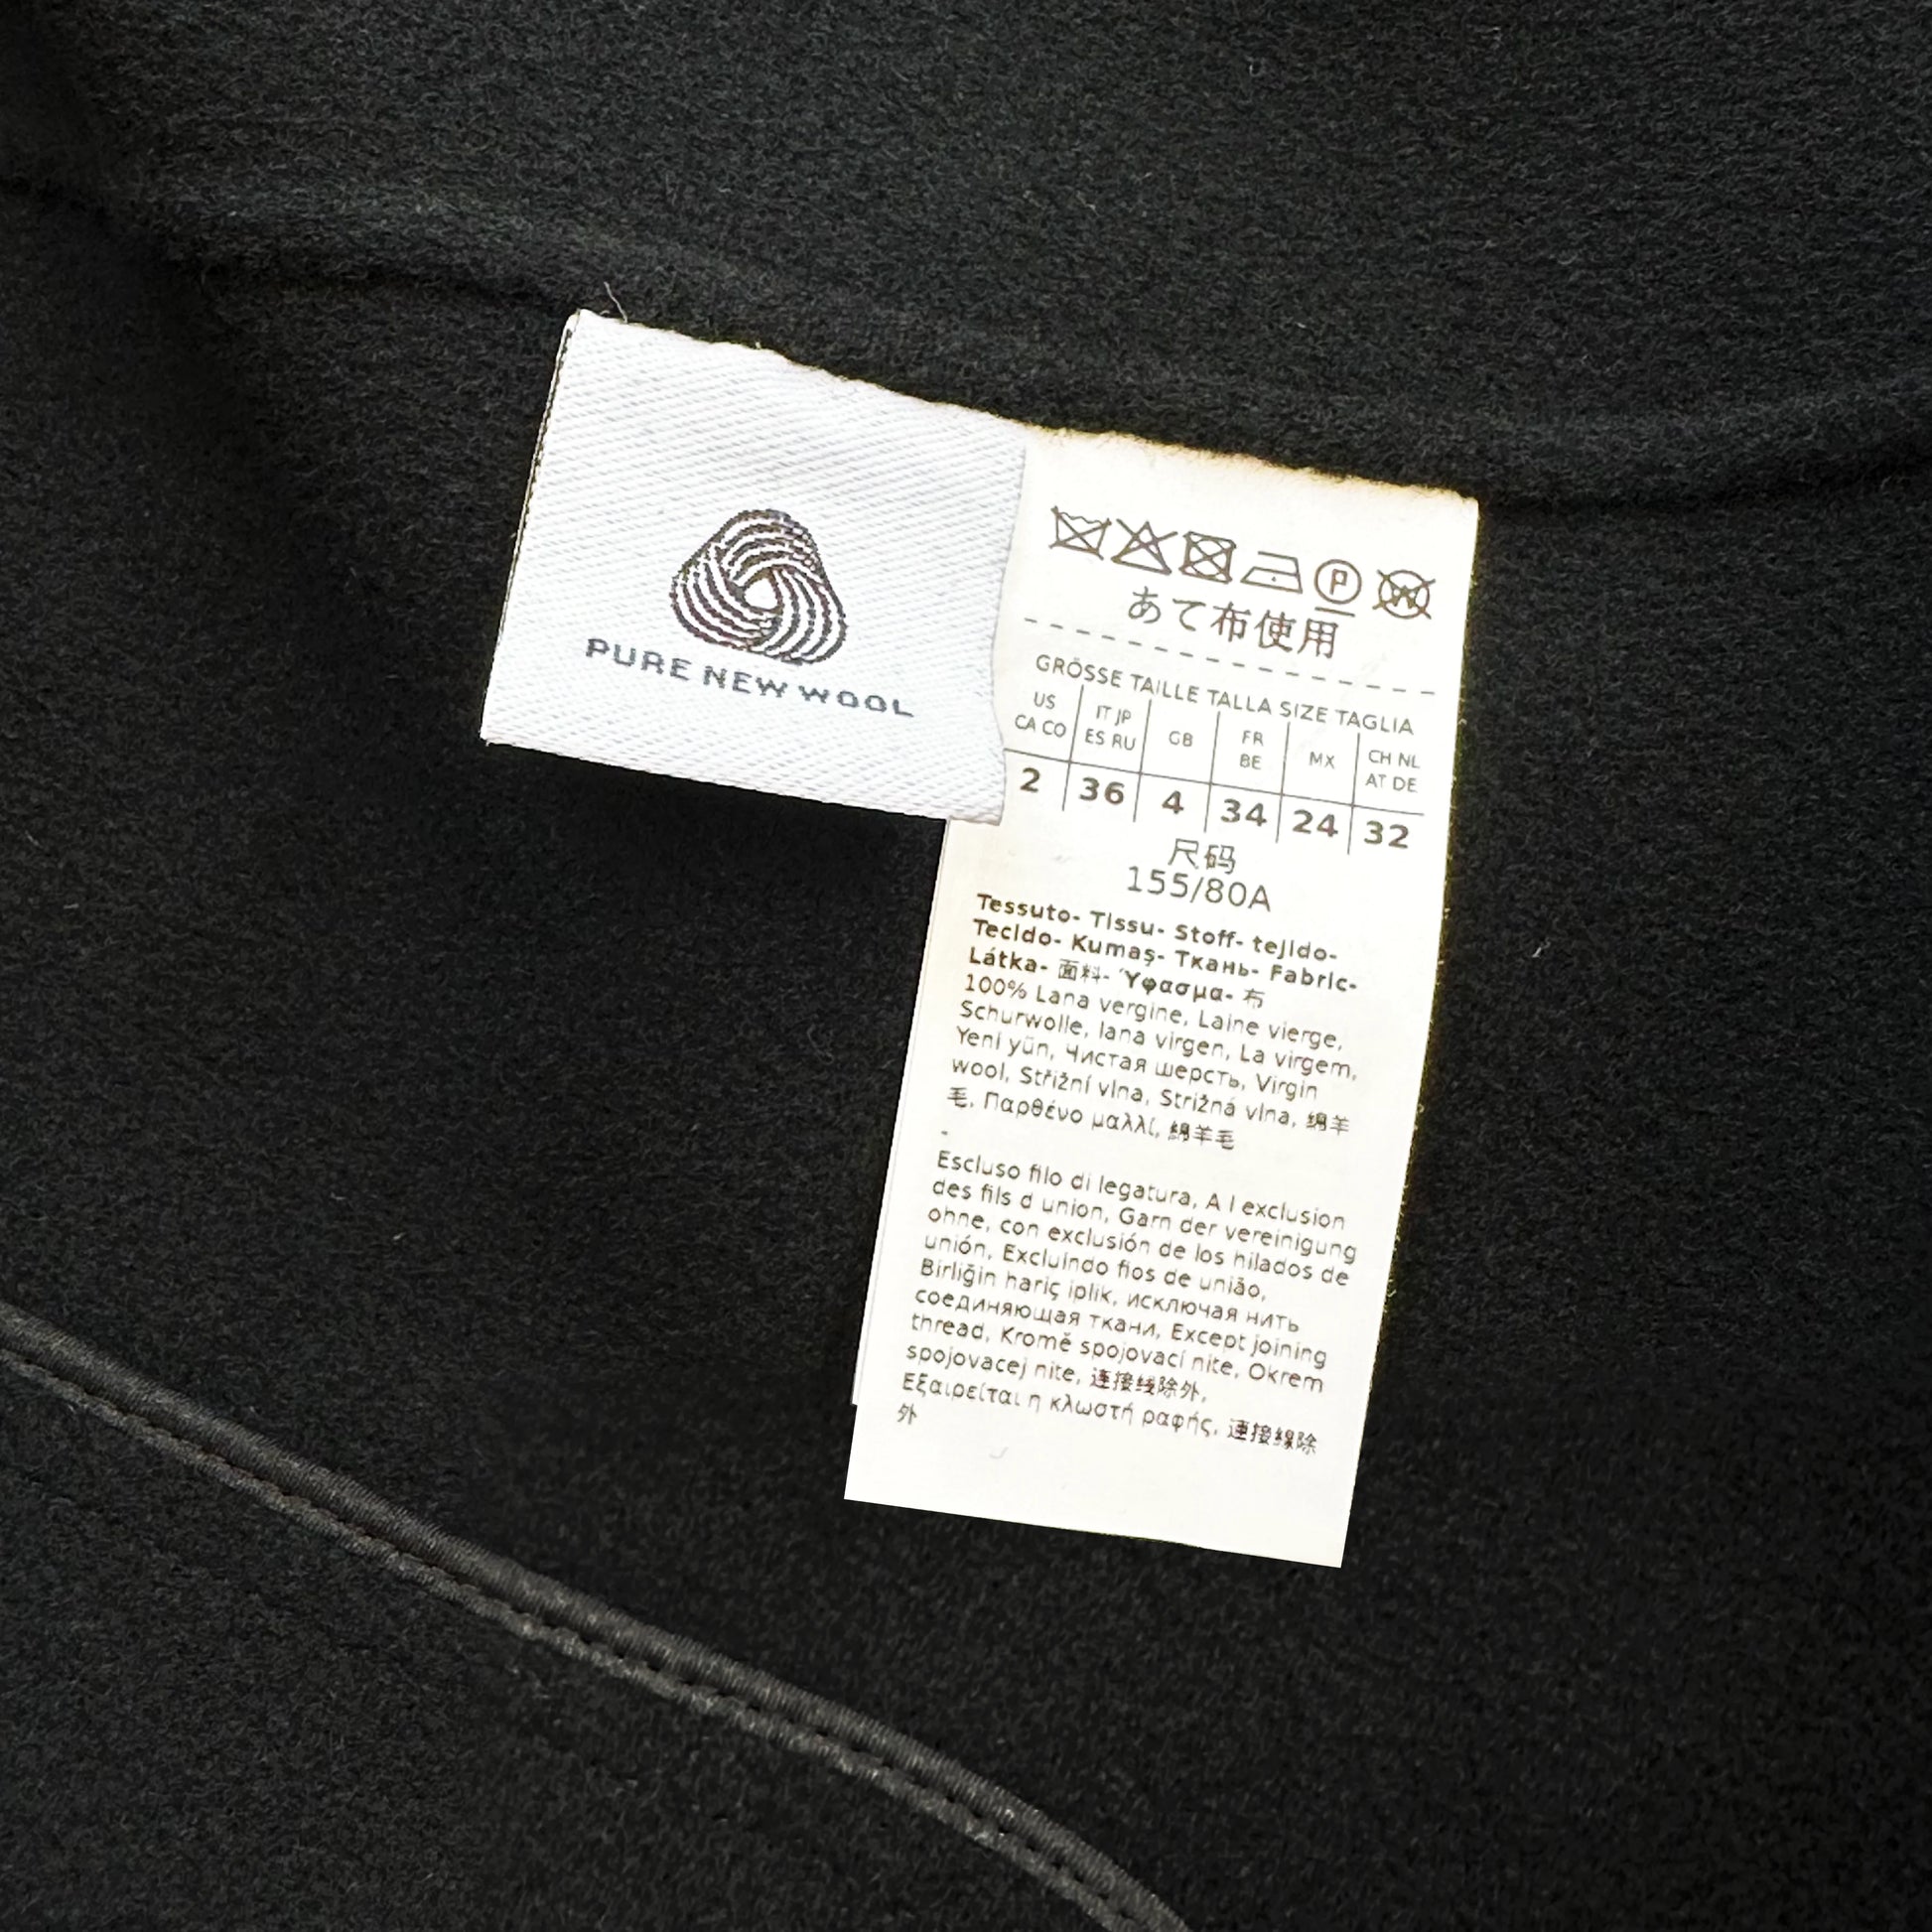 PURE NEW WOOL
P W
あて布使用
GRÖSSE TAILLE TALLA SIZE TAGLIA
US CA CO
IT JP ES RU
GB
FR BE
MX
CH NL AT DE
2 36 4 34 24 32
尺码
155/80A
Tessuto- Tissu- Stoff- tejido-
Tecido- Kumaş- Ткань- Fabric-
Látka- 面料- Ύφασμα- 布
100% Lana vergine, Laine vierge,
Schurwolle, lana virgen, La virgem,
Yeni yün, Чистая шерсть, Virgin
wool, Střižní vlna, Strižná vlna, 绵羊
毛, Παρθένο μαλλί, 綿羊毛
-
Escluso filo di legatura, A l exclusion
des fils d union, Garn der vereinigung
ohne, con exclusión de los hilados de
unión, Excluindo fios de união,
Birliğin hariç iplik, исключая нить
соединяющая ткани, Except joining
thread, Kromě spojovací nite, Okrem
spojovacej nite, 连接线除外,
Εξαιρείται η κλωστή ραφής, 連接線除
外